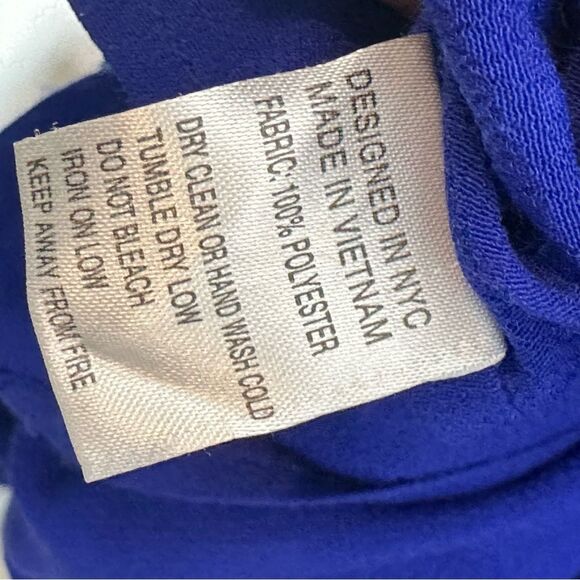 DESIGNED IN NYC
MADE IN VIETNAM
FABRIC: 100% POLYESTER
DRY CLEAN OR HAND WASH COLD
TUMBLE DRY LOW
DO NOT BLEACH
IRON ON LOW
KEEP AWAY FROM FIRE